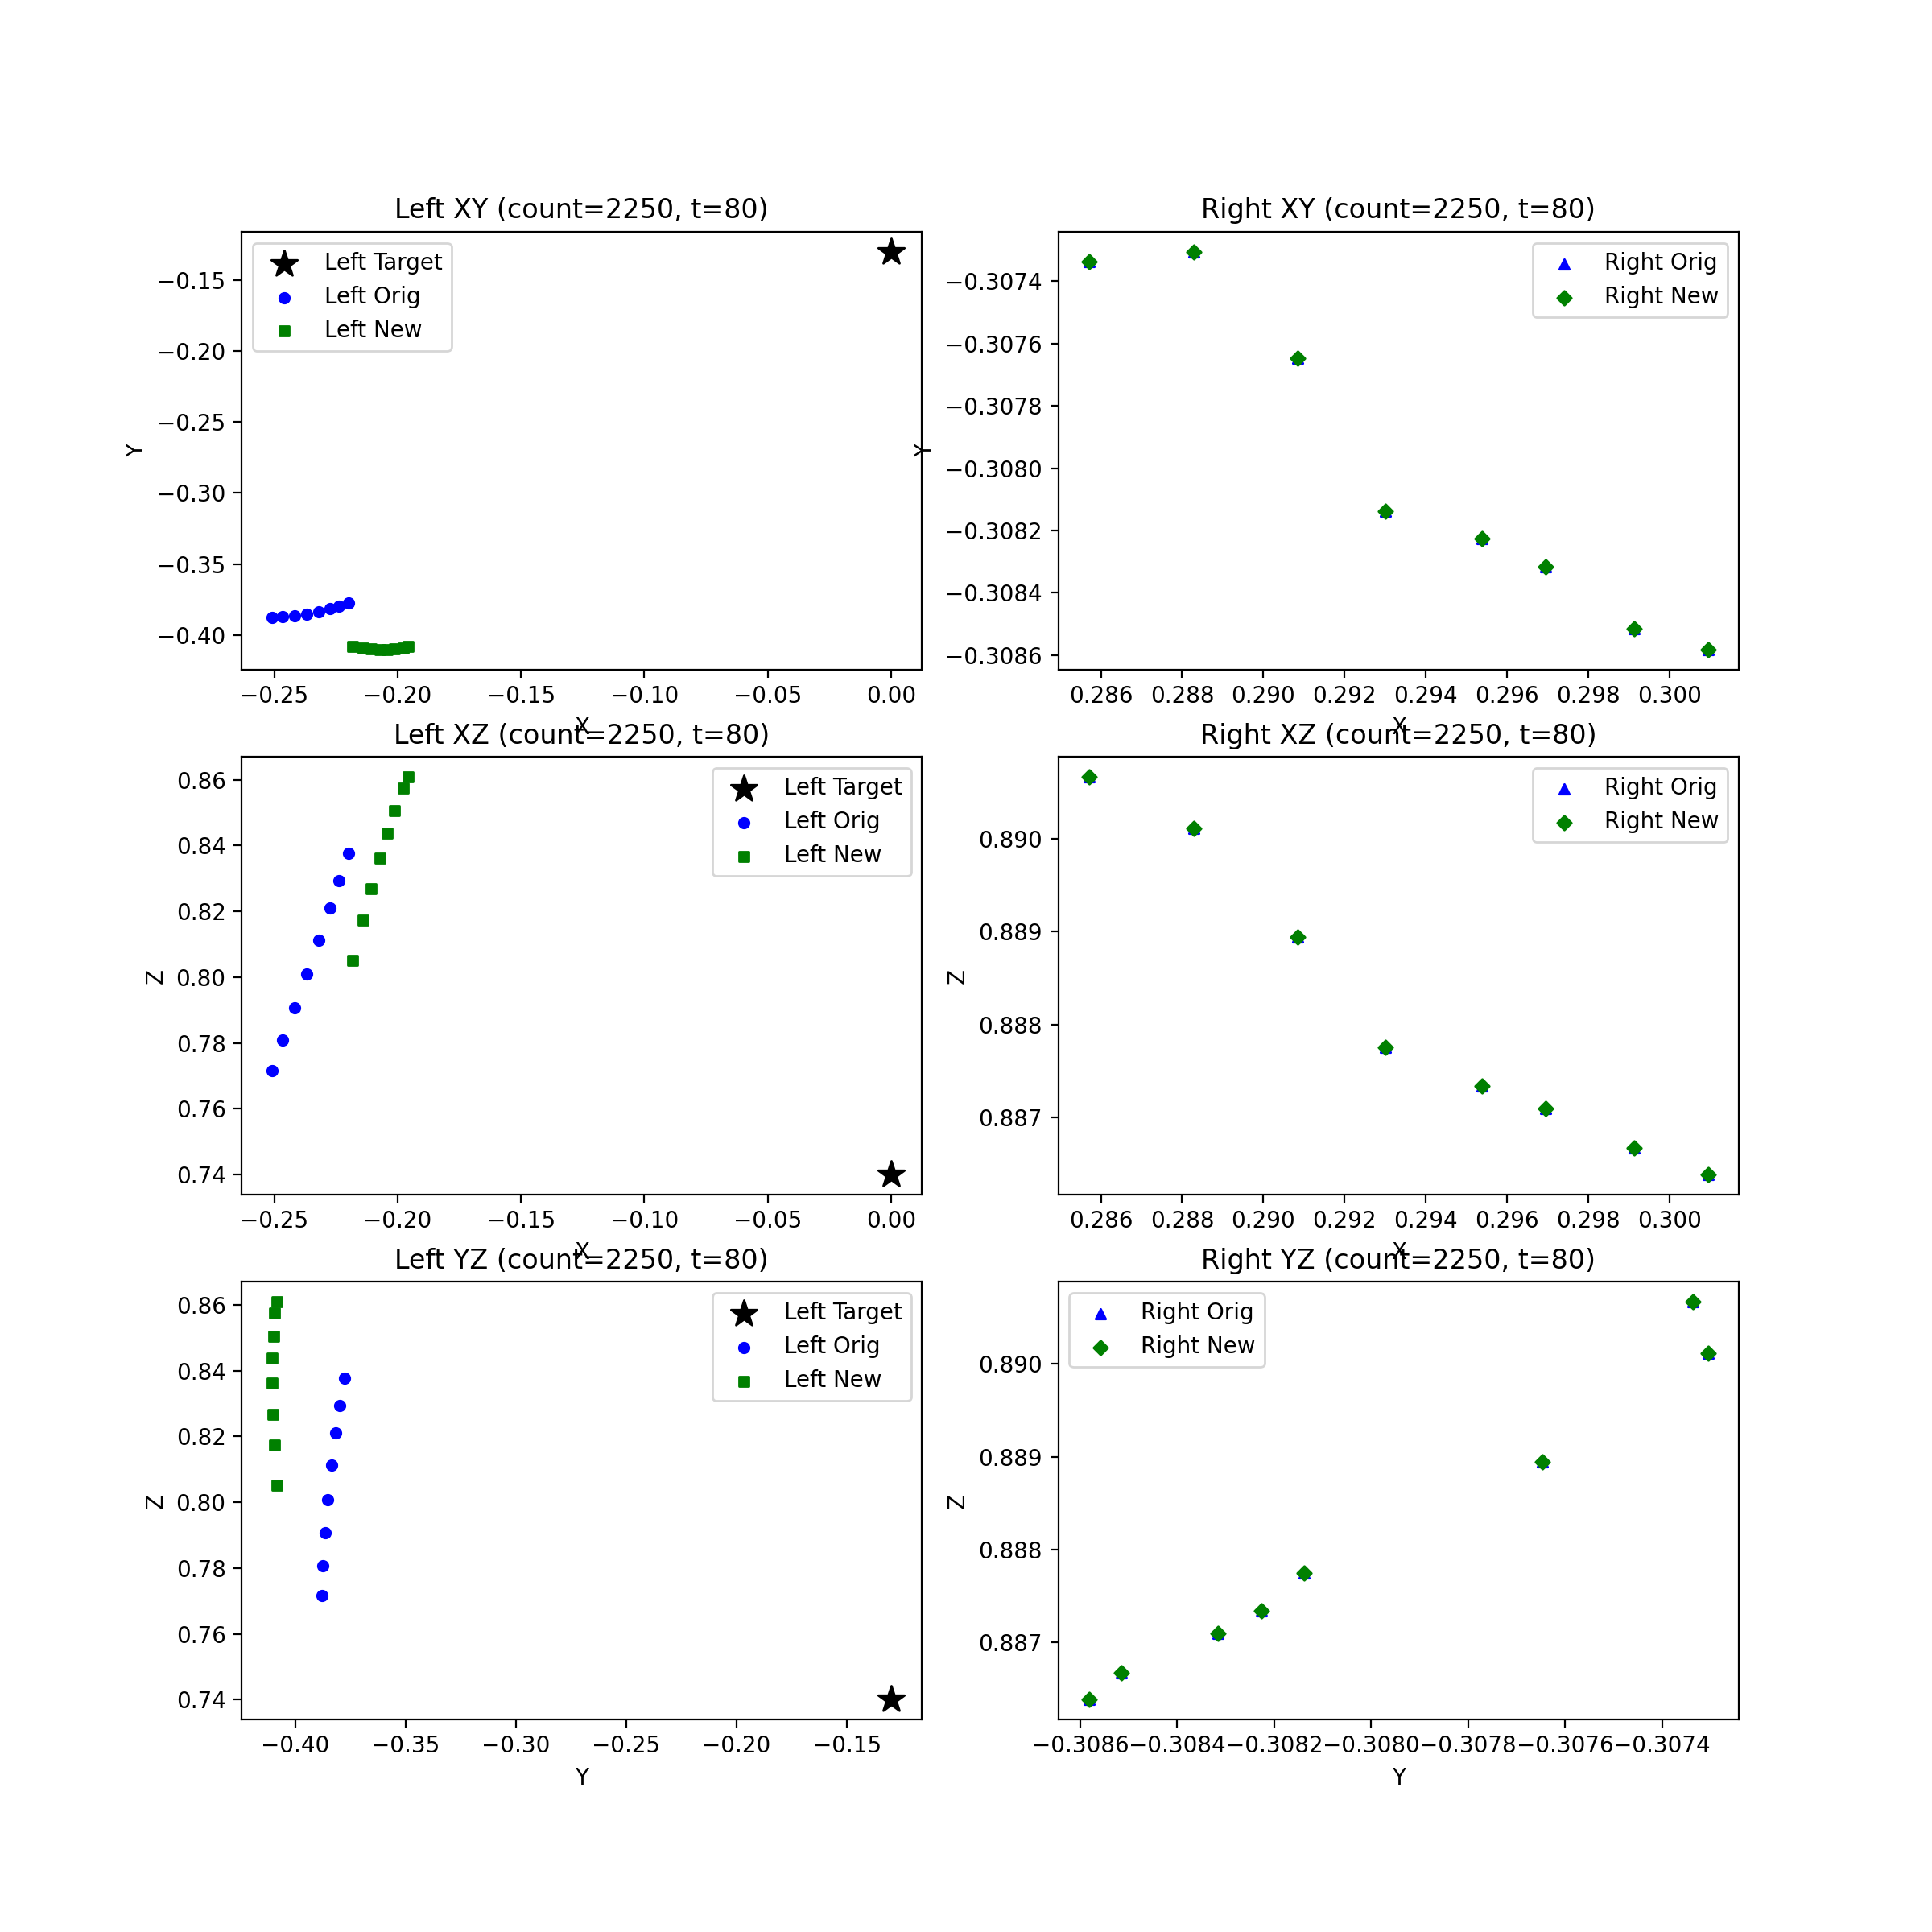 Left XY (count=2250, t=80)
Left Target
Left Orig
Left New
−0.15
−0.20
−0.25
−0.30
−0.35
−0.40
Y
−0.25 −0.20 −0.15 −0.10 −0.05 0.00
X
Right XY (count=2250, t=80)
Right Orig
Right New
−0.3074
−0.3076
−0.3078
−0.3080
−0.3082
−0.3084
−0.3086
Y
0.286 0.288 0.290 0.292 0.294 0.296 0.298 0.300
X
Left XZ (count=2250, t=80)
Left Target
Left Orig
Left New
0.86
0.84
0.82
0.80
0.78
0.76
0.74
Z
−0.25 −0.20 −0.15 −0.10 −0.05 0.00
X
Right XZ (count=2250, t=80)
Right Orig
Right New
0.890
0.889
0.888
0.887
Z
0.286 0.288 0.290 0.292 0.294 0.296 0.298 0.300
X
Left YZ (count=2250, t=80)
Left Target
Left Orig
Left New
0.86
0.84
0.82
0.80
0.78
0.76
0.74
Z
−0.40 −0.35 −0.30 −0.25 −0.20 −0.15
Y
Right YZ (count=2250, t=80)
Right Orig
Right New
0.890
0.889
0.888
0.887
Z
−0.3086 −0.3084 −0.3082 −0.3080 −0.3078 −0.3076 −0.3074
Y